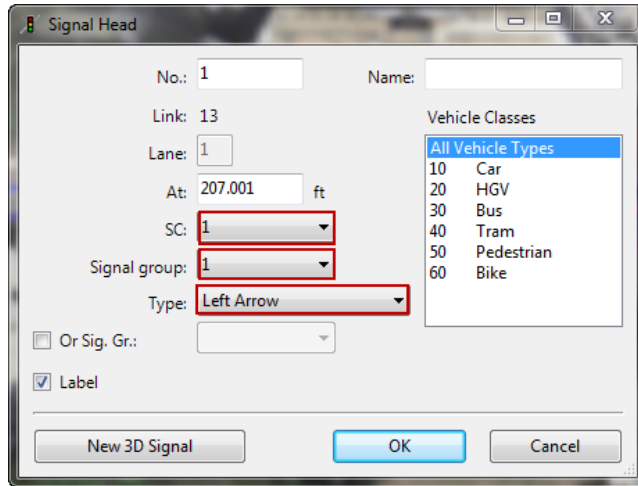 Signal Head
No.: 1 Name:
Link: 13 Vehicle Classes
Lane: 1
At: 207.001 ft
SC: 1
Signal group: 1
Type: Left Arrow
All Vehicle Types
10 Car
20 HGV
30 Bus
40 Tram
50 Pedestrian
60 Bike
Or Sig. Gr.:
Label
New 3D Signal OK Cancel